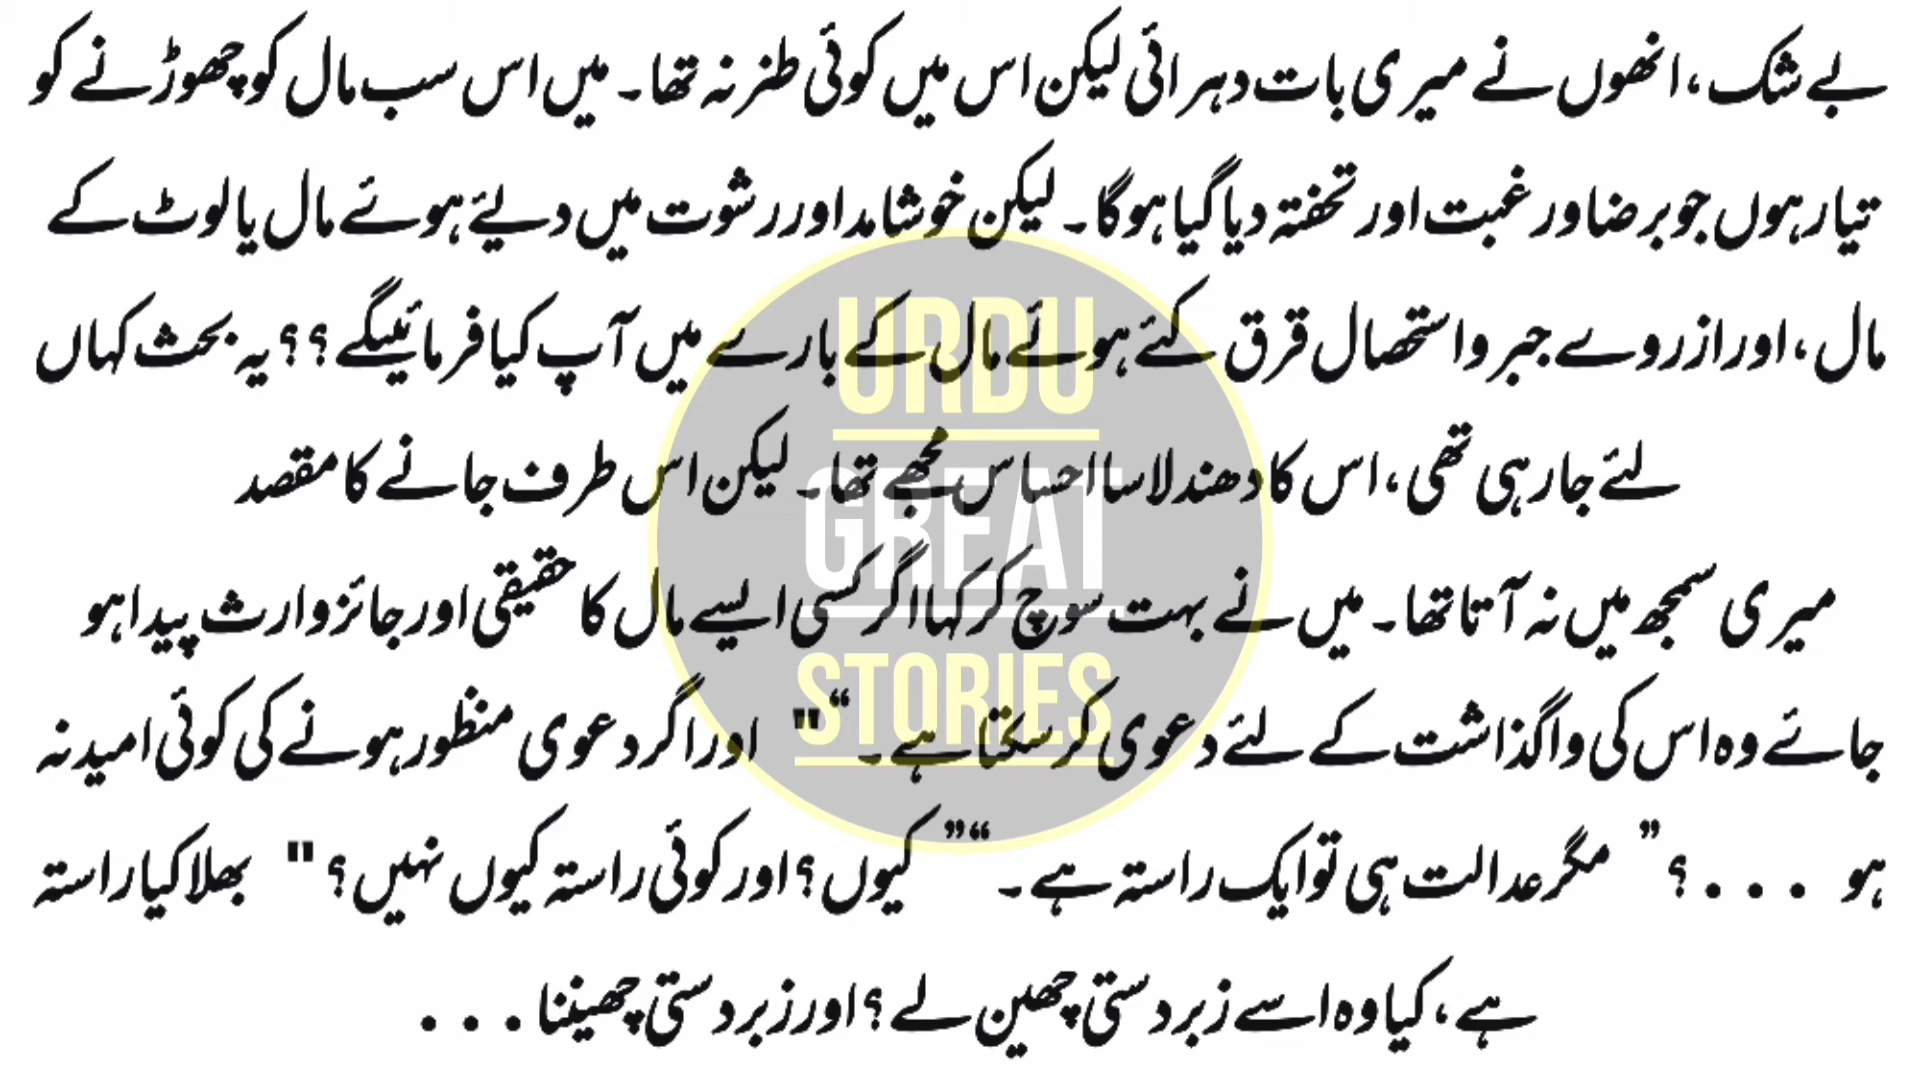 بے شک، انھوں نے میری بات دہرائی لیکن اس میں کوئی طنز نہ تھا۔ میں اس سب مال کو چھوڑنے کو
تیار ہوں جو برضا ور غبت اور تحفتہ دیا گیا ہوگا۔ لیکن خوشامد اور رشوت میں دیئے ہوئے مال یا لوٹ کے
مال، اور ازروے جبر و استحصال قرق کئے ہوئے مال کے بارے میں آپ کیا فرمائینگے؟؟ یہ بحث کہاں
لئے جا رہی تھی، اس کا دھندلا سا احساس مجھے تھا۔ لیکن اس طرف جانے کا مقصد
میری سمجھ میں نہ آتا تھا۔ میں نے بہت سوچ کر کہا اگر کسی ایسے مال کا حقیقی اور جائز وارث پیدا ہو
جائے وہ اس کی واگذاشت کے لئے دعوی کر سکتا ہے۔“ " اور اگر دعوی منظور ہونے کی کوئی امید نہ
ہو ...؟” ” مگر عدالت ہی تو ایک راستہ ہے۔ “” کیوں؟ اور کوئی راستہ کیوں نہیں؟ " بھلا کیا راستہ
ہے، کیا وہ اسے زبردستی چھین لے؟ اور زبردستی چھیننا ...
URDU
GREAT
STORIES